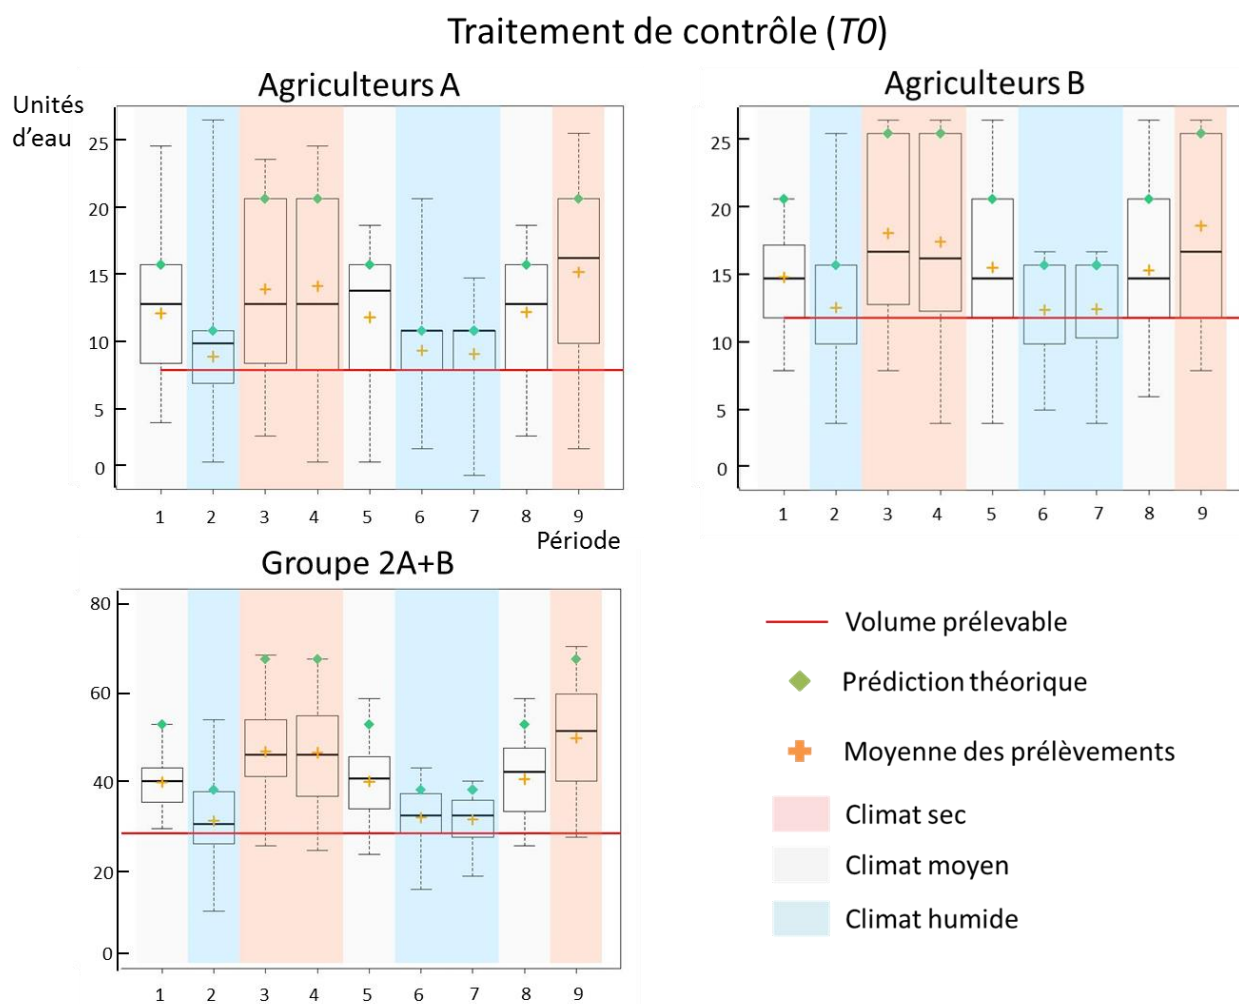 Traitement de contrôle (T0)
Agriculteurs A
Agriculteurs B
Unités
d'eau
25
20
15
10
5
0
1 2 3 4 5 6 7 8 9
Période
25
20
15
10
5
0
1 2 3 4 5 6 7 8 9
Groupe 2A+B
80
60
40
20
0
1 2 3 4 5 6 7 8 9
Volume prélevable
Prédiction théorique
Moyenne des prélèvements
Climat sec
Climat moyen
Climat humide